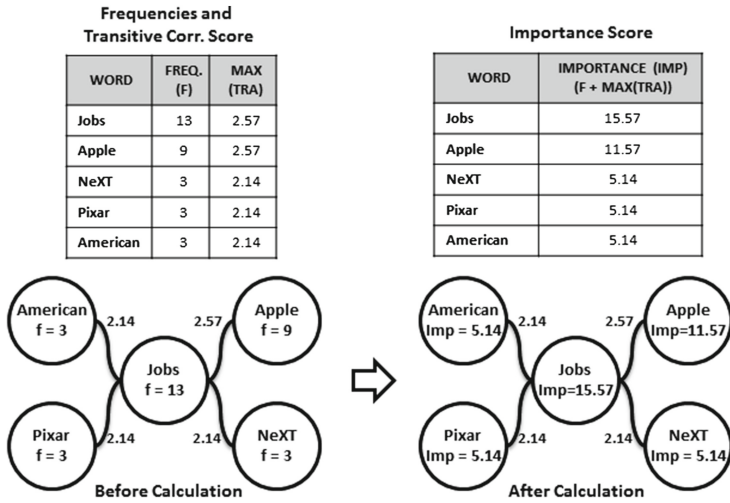 Frequencies and
Transitive Corr. Score
WORD FREQ. (F) MAX (TRA)
Jobs 13 2.57
Apple 9 2.57
NeXT 3 2.14
Pixar 3 2.14
American 3 2.14
Importance Score
WORD IMPORTANCE (IMP) (F + MAX(TRA))
Jobs 15.57
Apple 11.57
NeXT 5.14
Pixar 5.14
American 5.14
American
f = 3
2.14
2.57
Apple
f = 9
Jobs
f = 13
Pixar
f = 3
2.14
2.14
NeXT
f = 3
Before Calculation
American
Imp = 5.14
2.14
2.57
Apple
Imp=11.57
Jobs
Imp=15.57
Pixar
Imp = 5.14
2.14
2.14
NeXT
Imp = 5.14
After Calculation